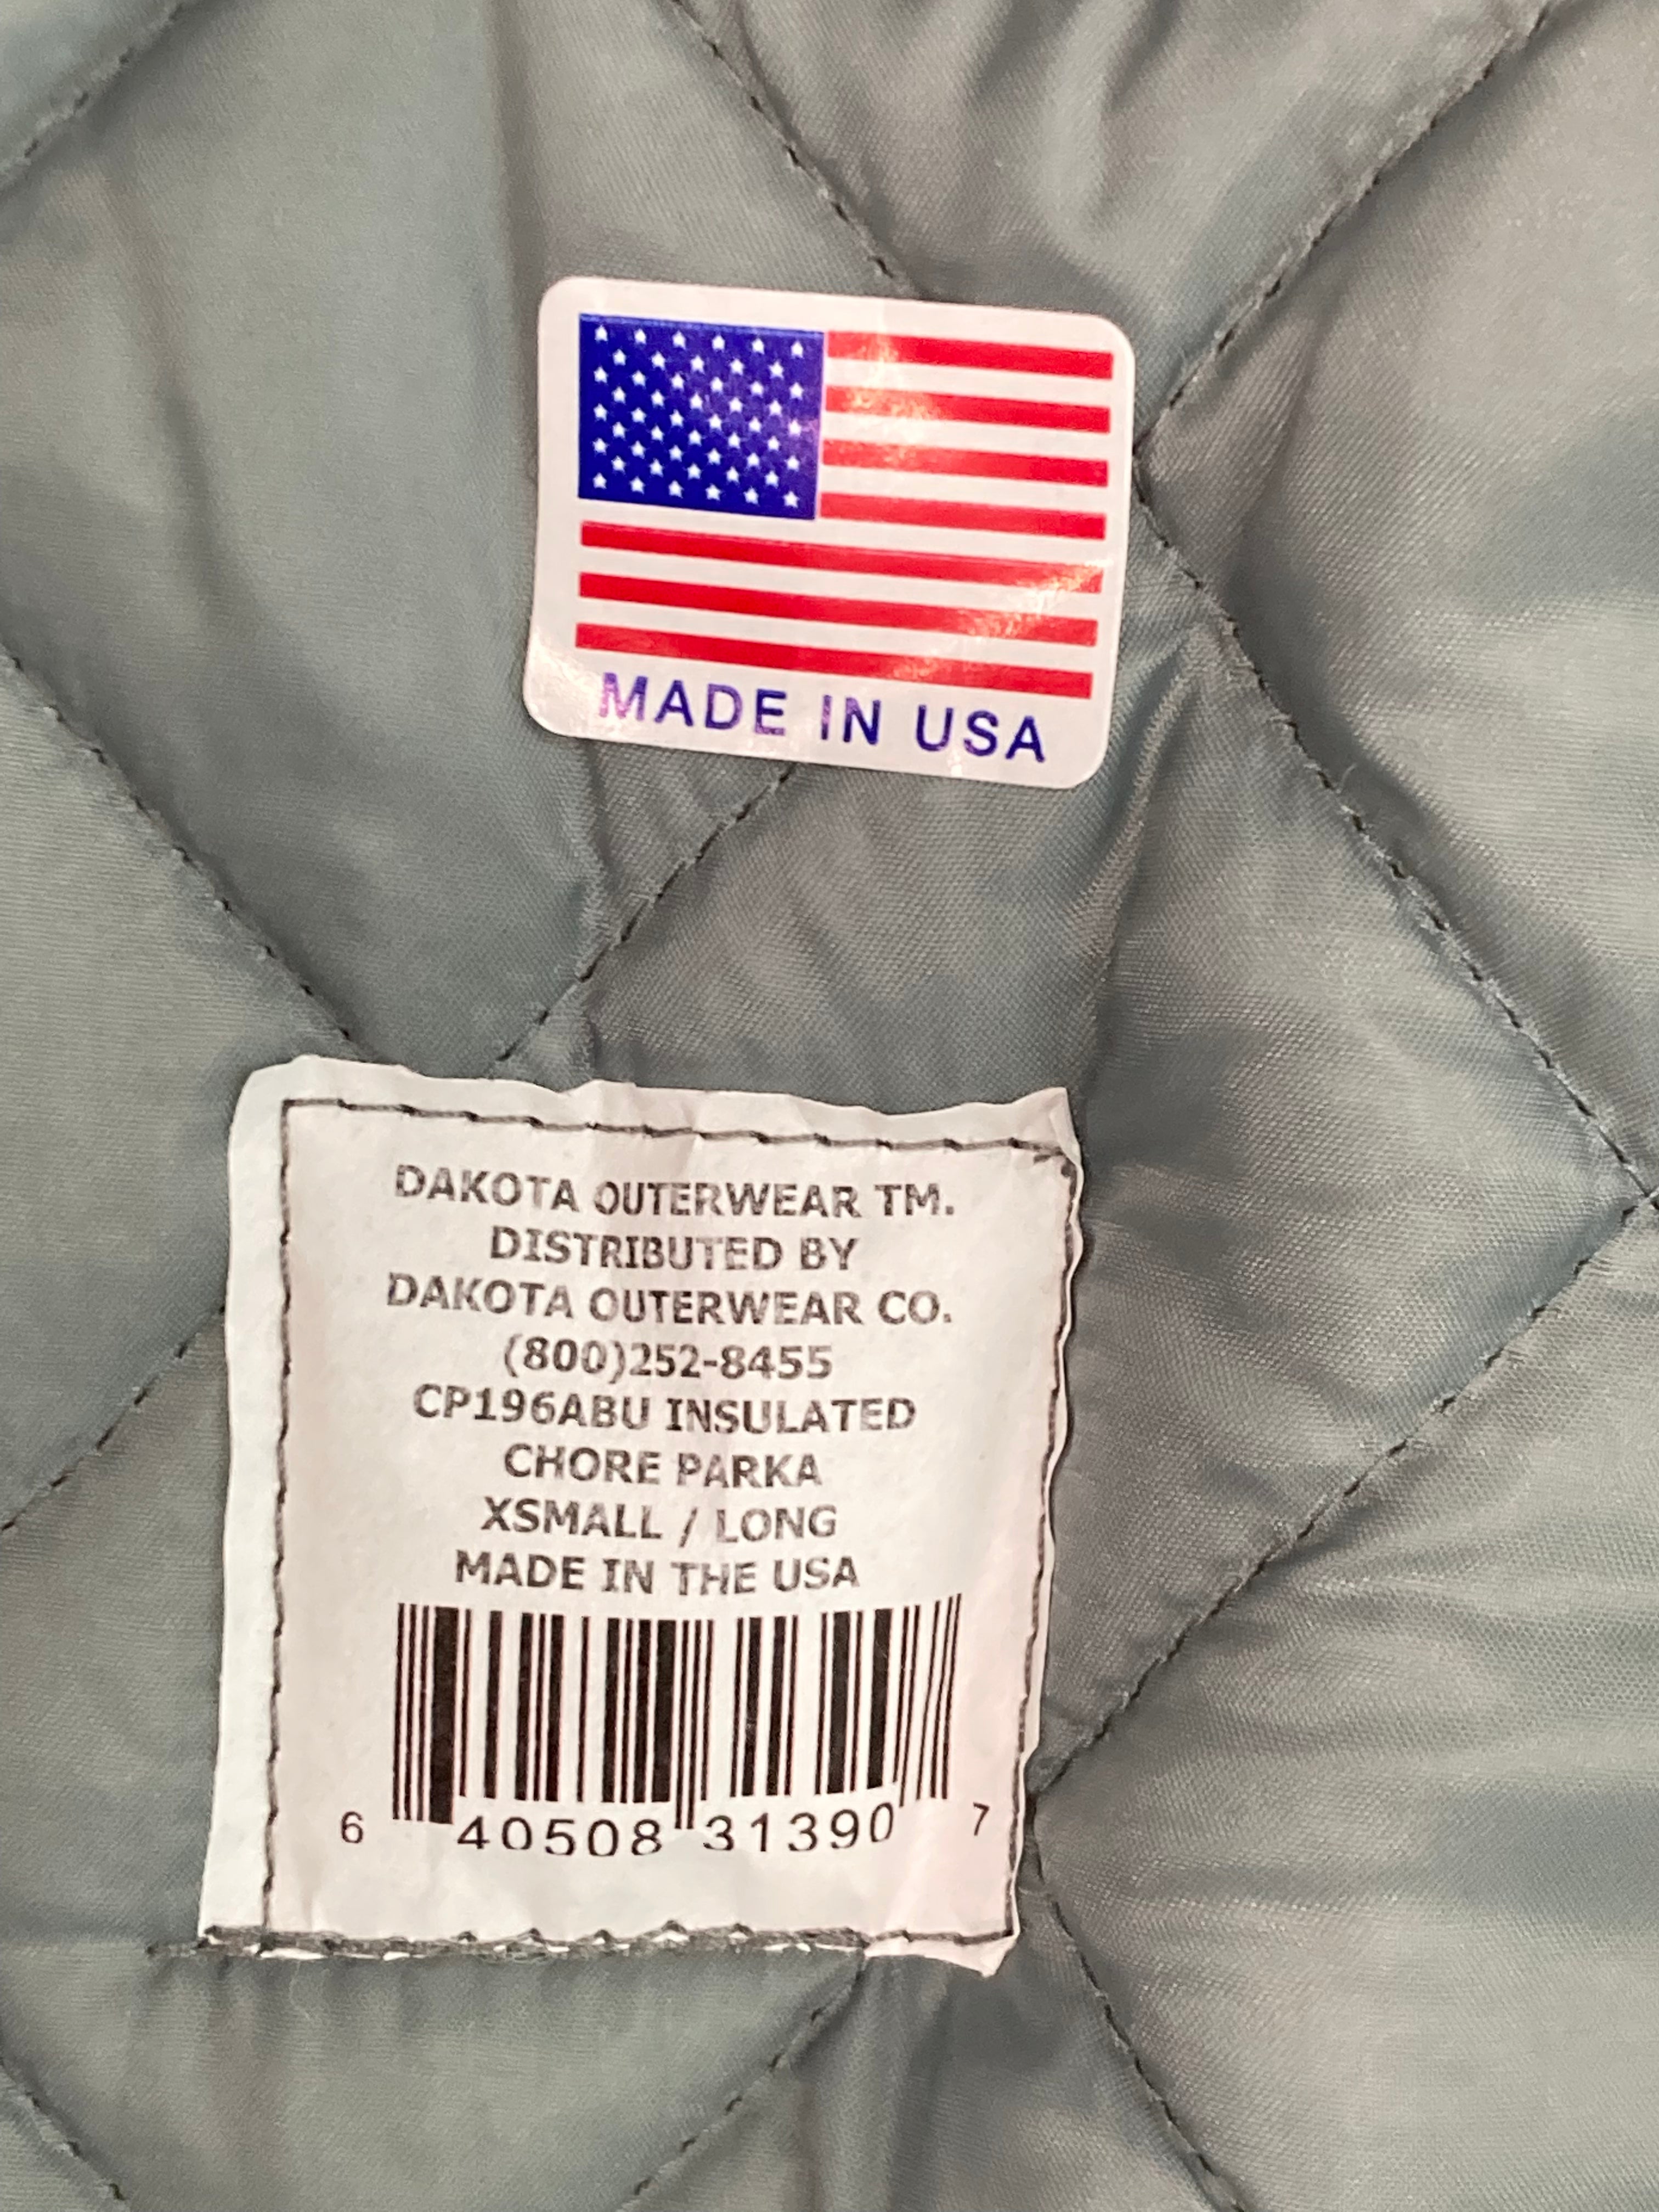 MADE IN USA
DAKOTA OUTERWEAR TM.
DISTRIBUTED BY
DAKOTA OUTERWEAR CO.
(800)252-8455
CP196ABU INSULATED
CHORE PARKA
XSMALL / LONG
MADE IN THE USA
6 40508 31390 7